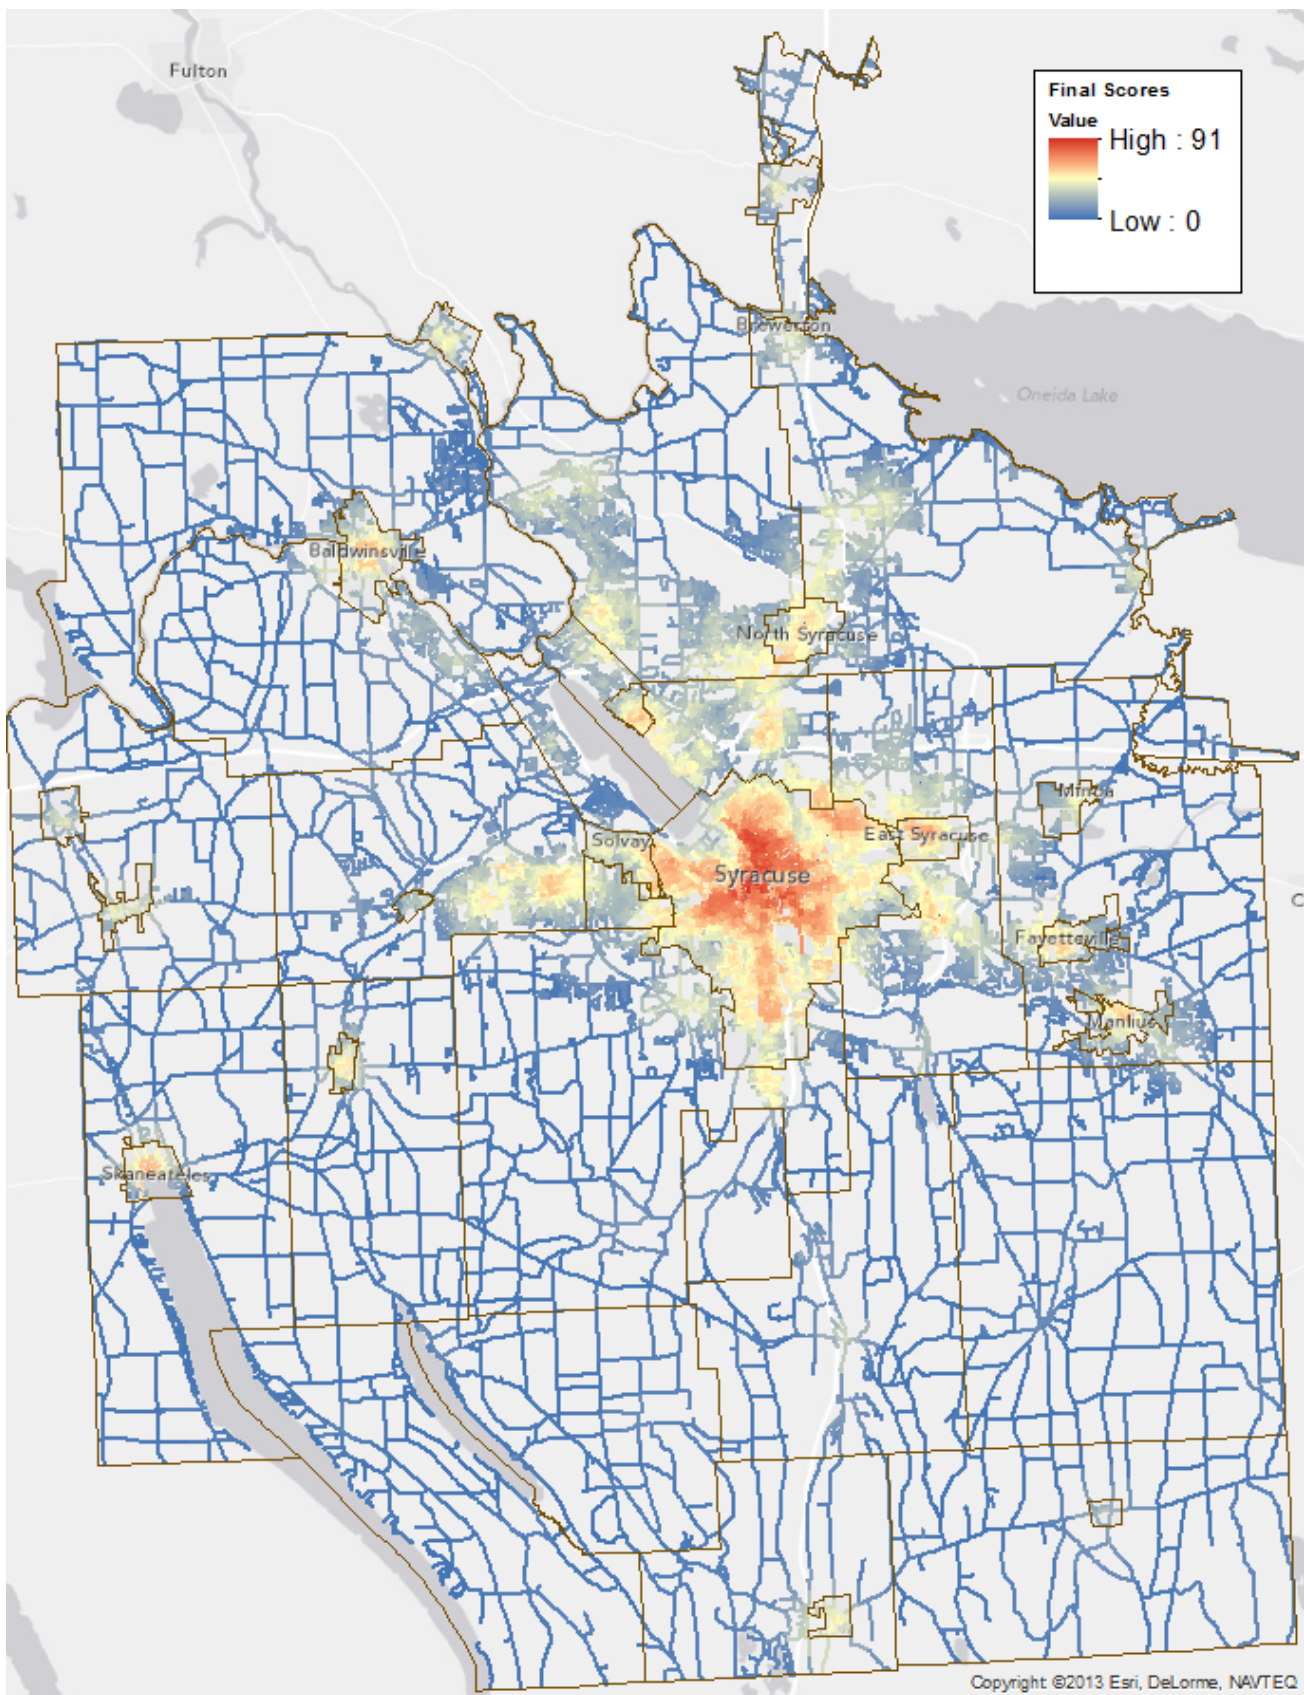 Fulton
Final Scores
Value
High : 91
Low : 0
Brewerton
Oneida Lake
Baldwinsville
North Syracuse
Minoa
Solvay
East Syracuse
Syracuse
Fayetteville
Manlius
Skaneateles
Copyright ©2013 Esri, DeLorme, NAVTEQ